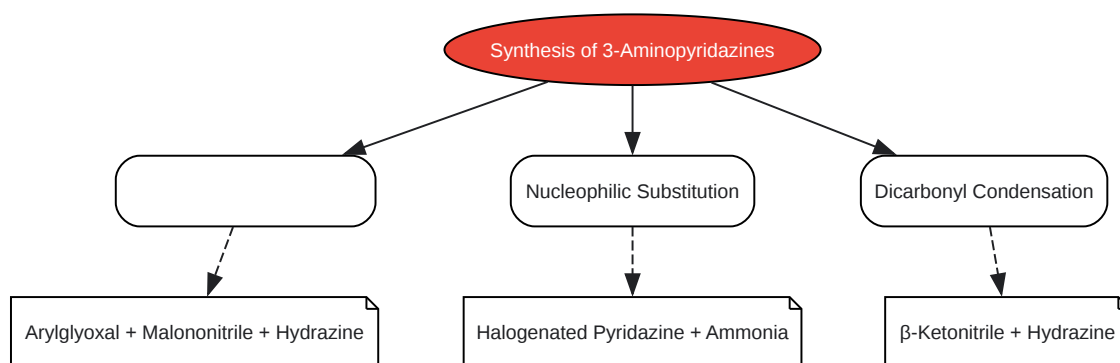 Synthesis of 3-Aminopyridazines
Nucleophilic Substitution
Dicarbonyl Condensation
Arylglyoxal + Malononitrile + Hydrazine
Halogenated Pyridazine + Ammonia
β-Ketonitrile + Hydrazine